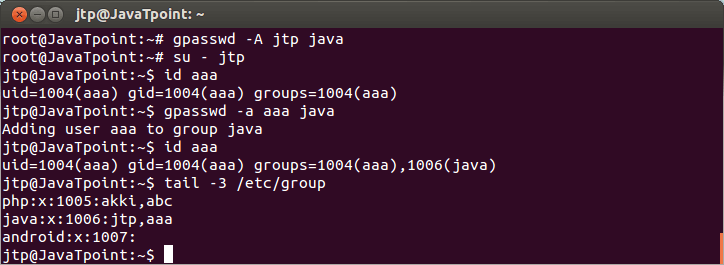 jtp@JavaTpoint: ~
root@JavaTpoint:~# gpasswd -A jtp java
root@JavaTpoint:~# su - jtp
jtp@JavaTpoint:~$ id aaa
uid=1004(aaa) gid=1004(aaa) groups=1004(aaa)
jtp@JavaTpoint:~$ gpasswd -a aaa java
Adding user aaa to group java
jtp@JavaTpoint:~$ id aaa
uid=1004(aaa) gid=1004(aaa) groups=1004(aaa),1006(java)
jtp@JavaTpoint:~$ tail -3 /etc/group
php:x:1005:akki,abc
java:x:1006:jtp,aaa
android:x:1007:
jtp@JavaTpoint:~$